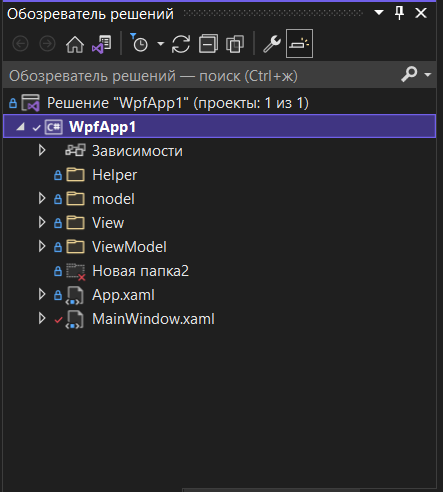 Обозреватель решений
Обозреватель решений — поиск (Ctrl+ж)
Решение "WpfApp1" (проекты: 1 из 1)
C# WpfApp1
Зависимости
Helper
model
View
ViewModel
Новая папка2
App.xaml
MainWindow.xaml